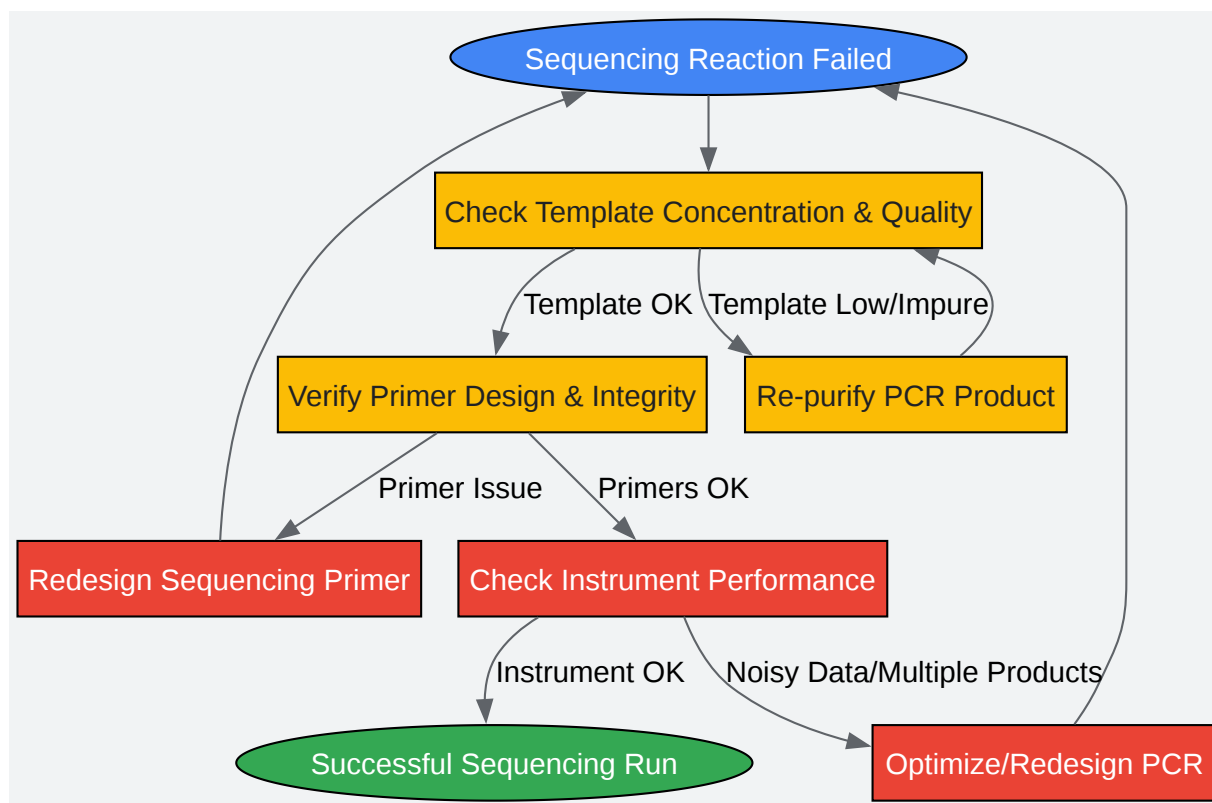 Sequencing Reaction Failed
Check Template Concentration & Quality
Template OK
Template Low/Impure
Verify Primer Design & Integrity
Re-purify PCR Product
Primer Issue
Primers OK
Redesign Sequencing Primer
Check Instrument Performance
Instrument OK
Noisy Data/Multiple Products
Successful Sequencing Run
Optimize/Redesign PCR